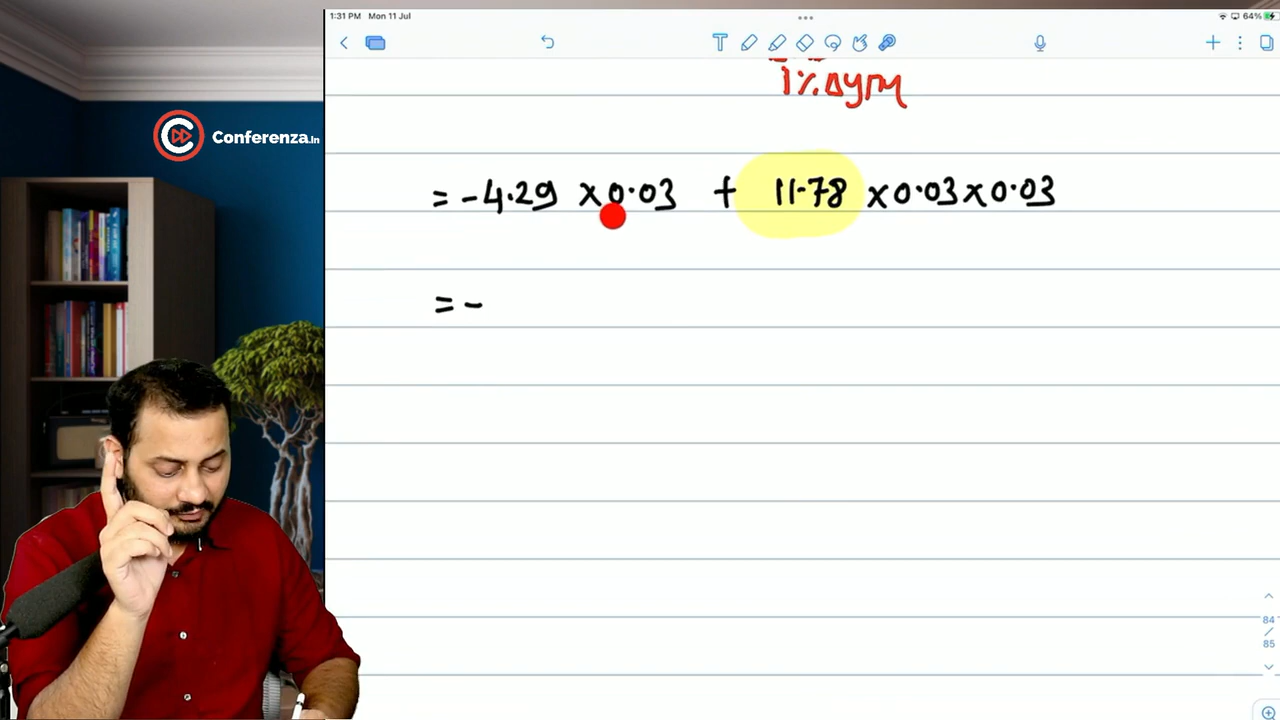 1:31 PM Mon 11 Jul
64%
Conferenza.in
1% ΔYTM
= -4.29 × 0.03 + 11.78 × 0.03 × 0.03
= -
84
/
85